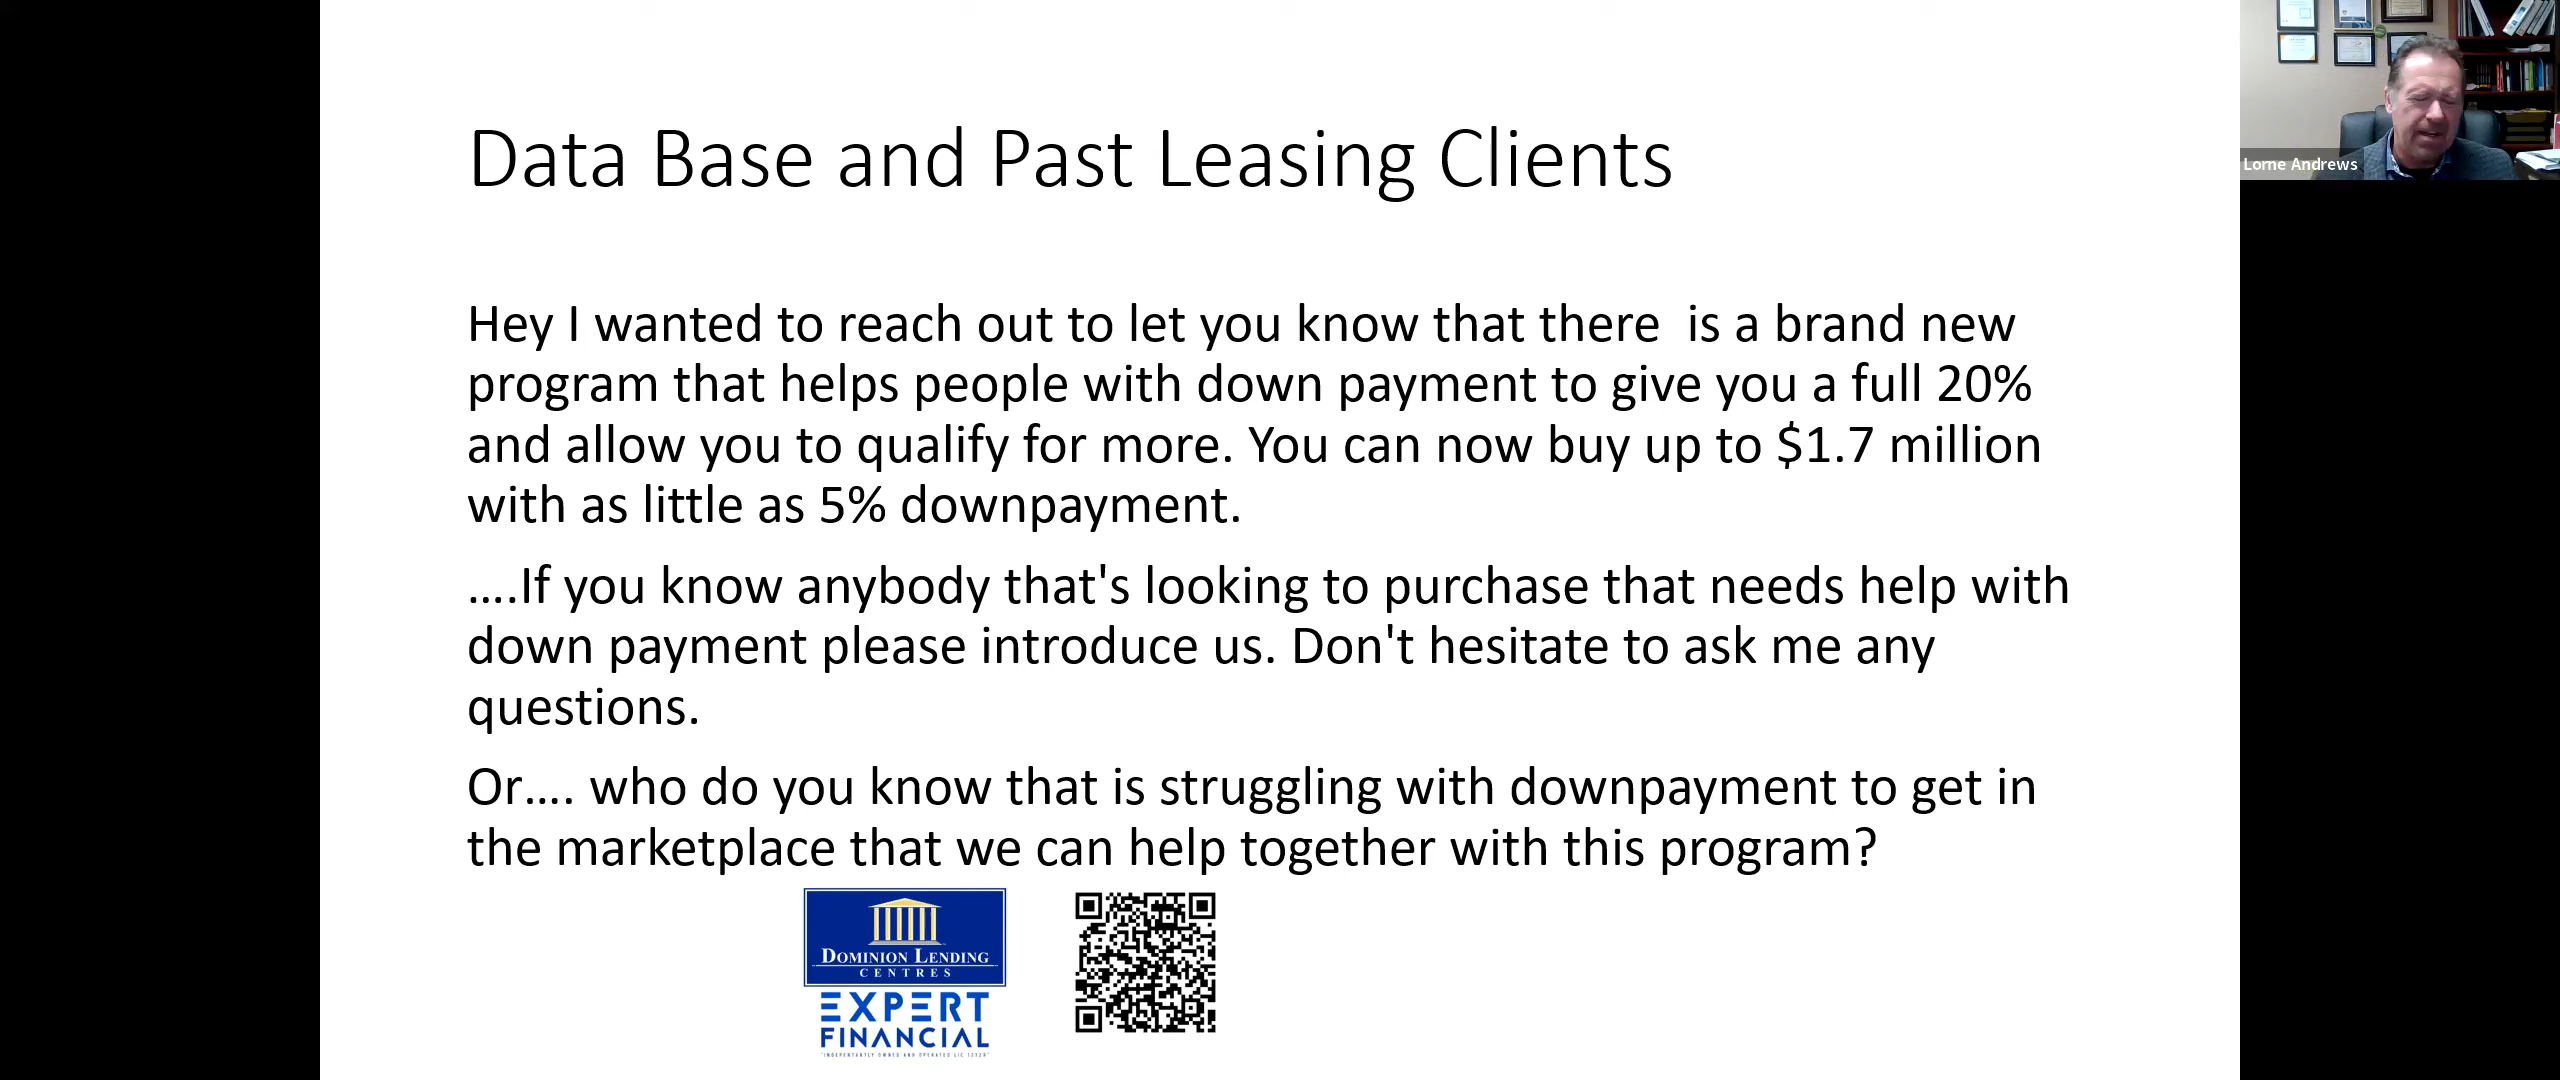 Data Base and Past Leasing Clients
Hey I wanted to reach out to let you know that there  is a brand new
program that helps people with down payment to give you a full 20%
and allow you to qualify for more. You can now buy up to $1.7 million
with as little as 5% downpayment.
....If you know anybody that's looking to purchase that needs help with
down payment please introduce us. Don't hesitate to ask me any
questions.
Or.... who do you know that is struggling with downpayment to get in
the marketplace that we can help together with this program?
DOMINION LENDING
CENTRES
EXPERT
FINANCIAL
Lorne Andrews